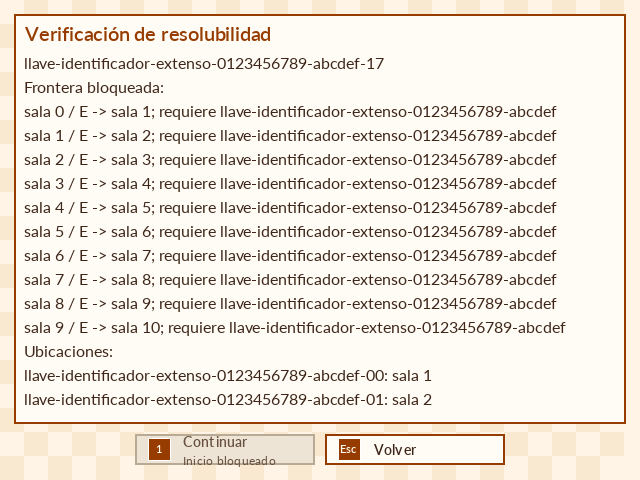 Verificación de resolubilidad
llave-identificador-extenso-0123456789-abcdef-17
Frontera bloqueada:
sala 0 / E -> sala 1; requiere llave-identificador-extenso-0123456789-abcdef
sala 1 / E -> sala 2; requiere llave-identificador-extenso-0123456789-abcdef
sala 2 / E -> sala 3; requiere llave-identificador-extenso-0123456789-abcdef
sala 3 / E -> sala 4; requiere llave-identificador-extenso-0123456789-abcdef
sala 4 / E -> sala 5; requiere llave-identificador-extenso-0123456789-abcdef
sala 5 / E -> sala 6; requiere llave-identificador-extenso-0123456789-abcdef
sala 6 / E -> sala 7; requiere llave-identificador-extenso-0123456789-abcdef
sala 7 / E -> sala 8; requiere llave-identificador-extenso-0123456789-abcdef
sala 8 / E -> sala 9; requiere llave-identificador-extenso-0123456789-abcdef
sala 9 / E -> sala 10; requiere llave-identificador-extenso-0123456789-abcdef
Ubicaciones:
llave-identificador-extenso-0123456789-abcdef-00: sala 1
llave-identificador-extenso-0123456789-abcdef-01: sala 2
1 Continuar
Inicio bloqueado
Esc Volver